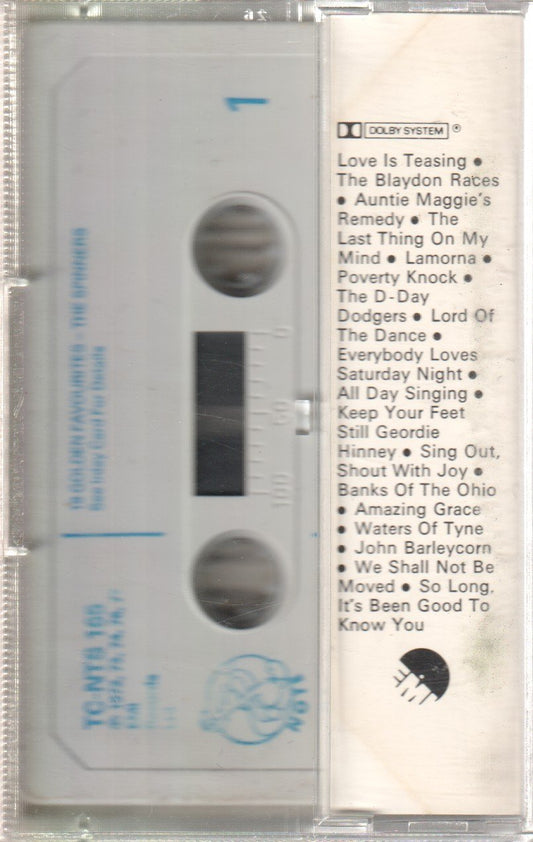 1
19 GOLDEN FAVOURITES - THE SPINNERS
See Inlay Card For Details
TC-NTS 165
EMI
NOTE
0
50
100
DOLBY SYSTEM ®
Love Is Teasing ●
The Blaydon Races
● Auntie Maggie's
Remedy ● The
Last Thing On My
Mind ● Lamorna ●
Poverty Knock ●
The D-Day
Dodgers ● Lord Of
The Dance ●
Everybody Loves
Saturday Night ●
All Day Singing ●
Keep Your Feet
Still Geordie
Hinney ● Sing Out,
Shout With Joy ●
Banks Of The Ohio
● Amazing Grace
● Waters Of Tyne
● John Barleycorn
● We Shall Not Be
Moved ● So Long,
It's Been Good To
Know You
EMI